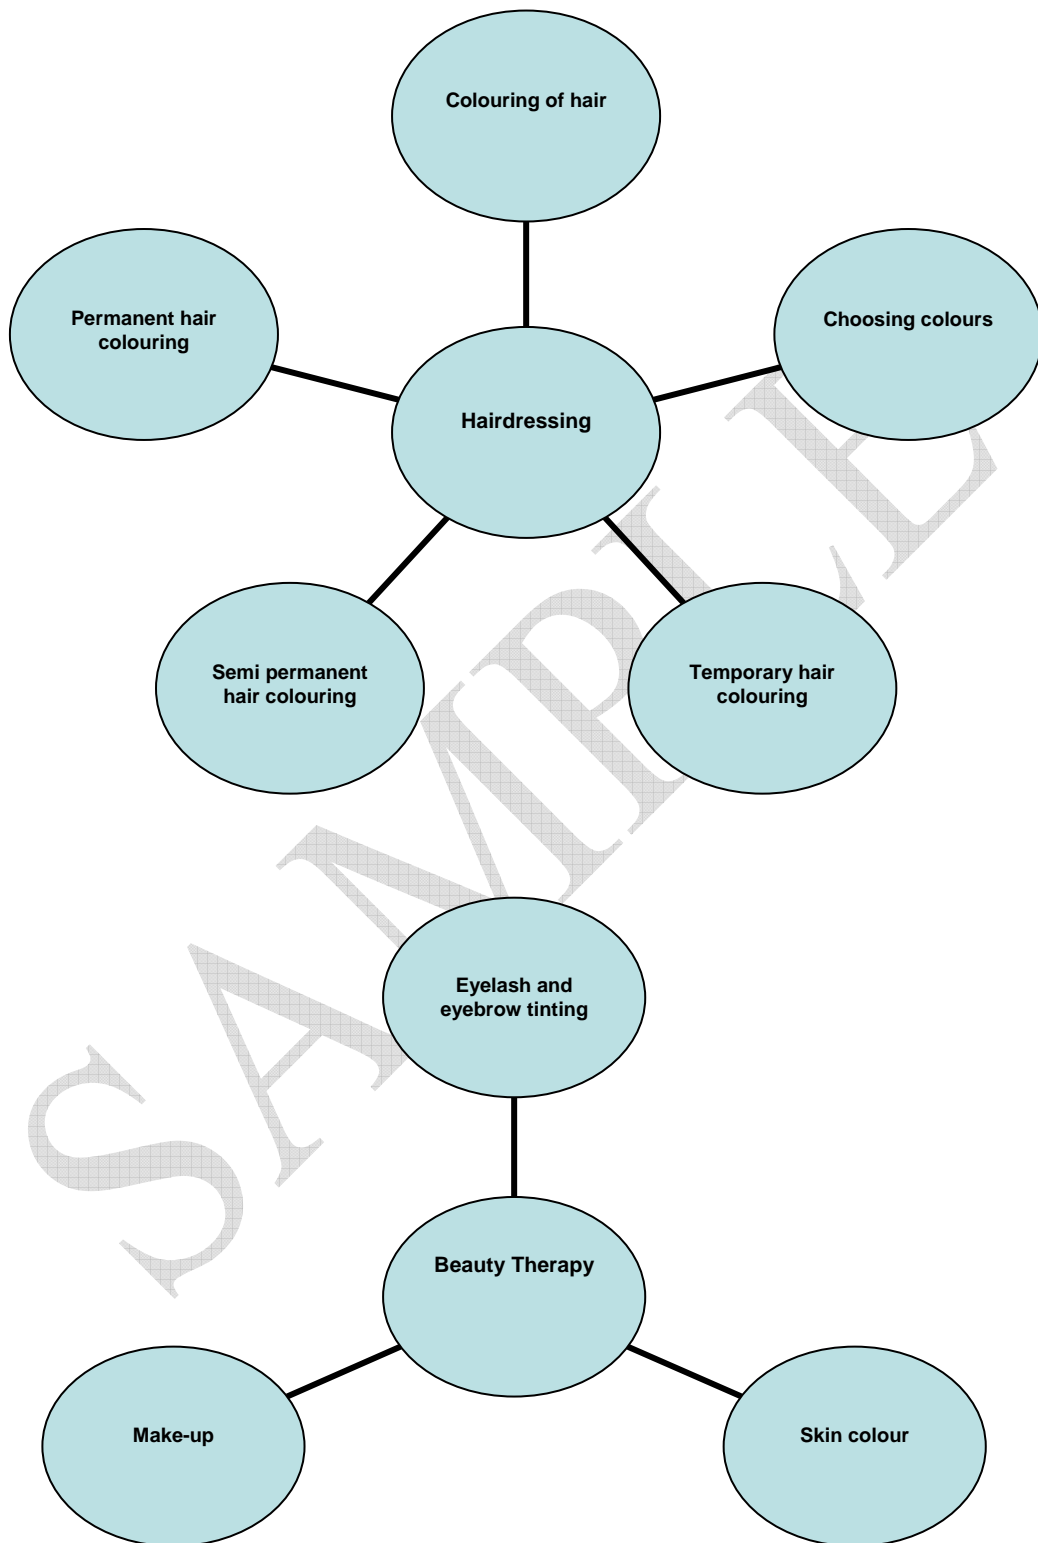 Colouring of hair
Permanent hair
colouring
Choosing colours
Hairdressing
Semi permanent
hair colouring
Temporary hair
colouring
SAMPLE
Eyelash and
eyebrow tinting
Beauty Therapy
Make-up
Skin colour